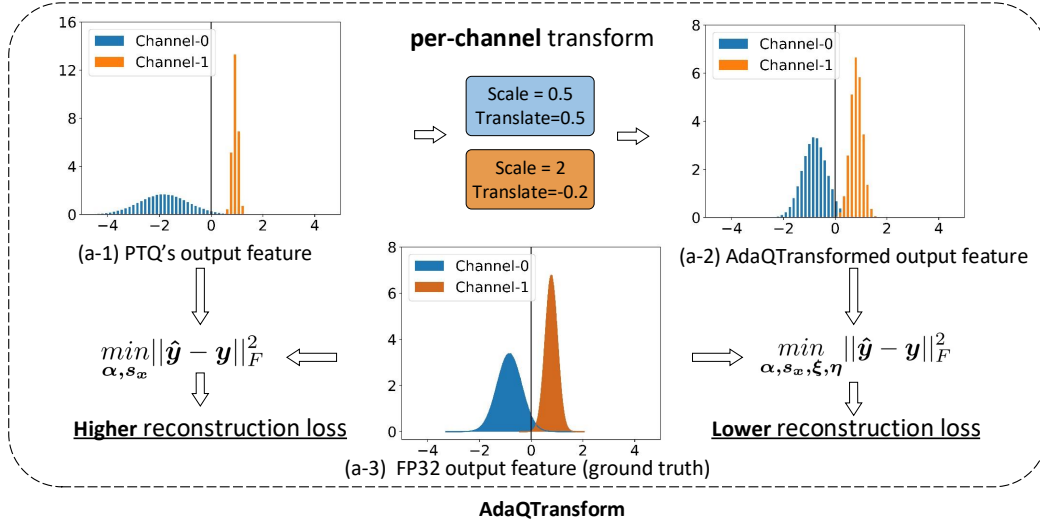 16
12
8
4
0
−4
−2
0
2
4
Channel-0
Channel-1
(a-1) PTQ's output feature
per-channel transform
Scale = 0.5
Translate=0.5
Scale = 2
Translate=-0.2
8
6
4
2
0
−4
−2
0
2
4
Channel-0
Channel-1
(a-2) AdaQTransformed output feature
8
6
4
2
0
−4
−2
0
2
4
Channel-0
Channel-1
(a-3) FP32 output feature (ground truth)
min||ŷ − y||²_F
α,s_x
Higher reconstruction loss
min||ŷ − y||²_F
α,s_x,ξ,η
Lower reconstruction loss
AdaQTransform